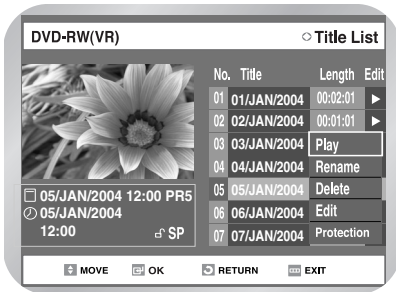 DVD-RW(VR) Title List
No. Title Length Edit
01 01/JAN/2004 00:02:01 ►
02 02/JAN/2004 00:01:01 ►
03 03/JAN/2004 Play
04 04/JAN/2004 Rename
05 05/JAN/2004 Delete
06 06/JAN/2004 Edit
07 07/JAN/2004 Protection
05/JAN/2004 12:00 PR5
05/JAN/2004
12:00 SP
MOVE OK RETURN EXIT